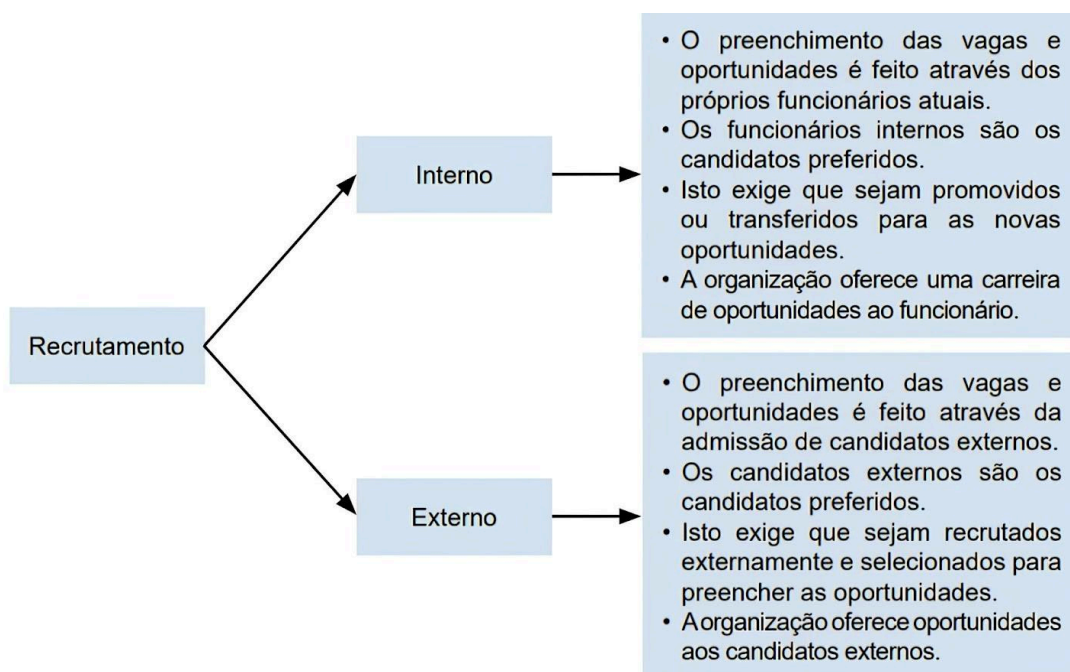 Recrutamento
Interno
• O preenchimento das vagas e
oportunidades é feito através dos
próprios funcionários atuais.
• Os funcionários internos são os
candidatos preferidos.
• Isto exige que sejam promovidos
ou transferidos para as novas
oportunidades.
• A organização oferece uma carreira
de oportunidades ao funcionário.
Externo
• O preenchimento das vagas e
oportunidades é feito através da
admissão de candidatos externos.
• Os candidatos externos são os
candidatos preferidos.
• Isto exige que sejam recrutados
externamente e selecionados para
preencher as oportunidades.
• A organização oferece oportunidades
aos candidatos externos.